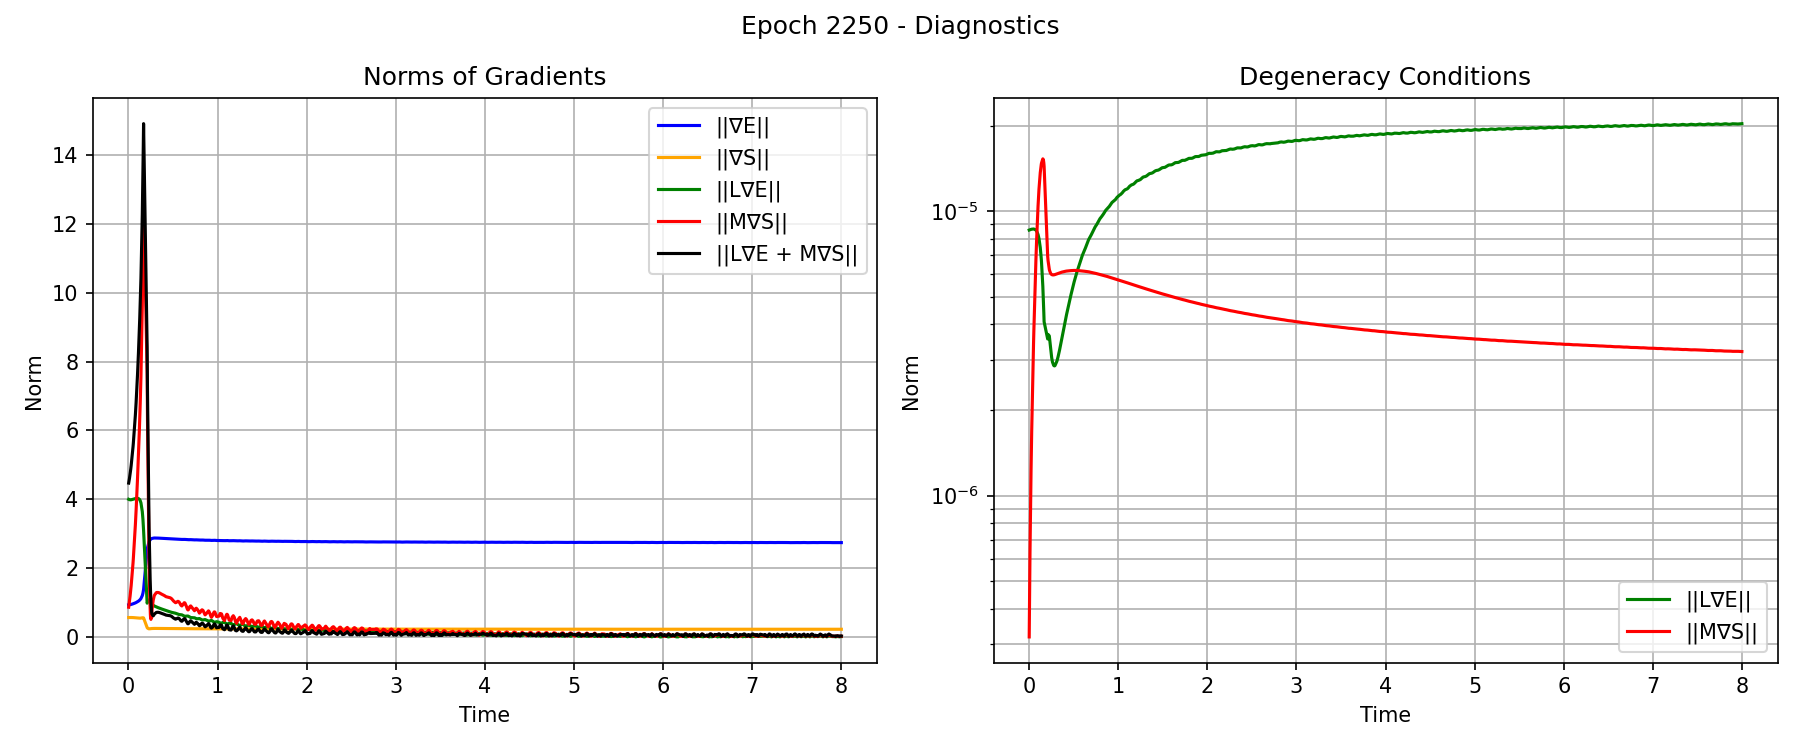 Epoch 2250 - Diagnostics
Norms of Gradients
Norm
14
12
10
8
6
4
2
0
0 1 2 3 4 5 6 7 8
Time
||∇E||
||∇S||
||L∇E||
||M∇S||
||L∇E + M∇S||
Degeneracy Conditions
Norm
10⁻⁵
10⁻⁶
0 1 2 3 4 5 6 7 8
Time
||L∇E||
||M∇S||